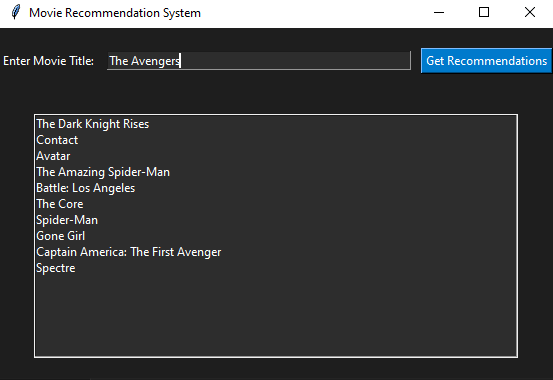 Movie Recommendation System
Enter Movie Title: The Avengers Get Recommendations
The Dark Knight Rises
Contact
Avatar
The Amazing Spider-Man
Battle: Los Angeles
The Core
Spider-Man
Gone Girl
Captain America: The First Avenger
Spectre